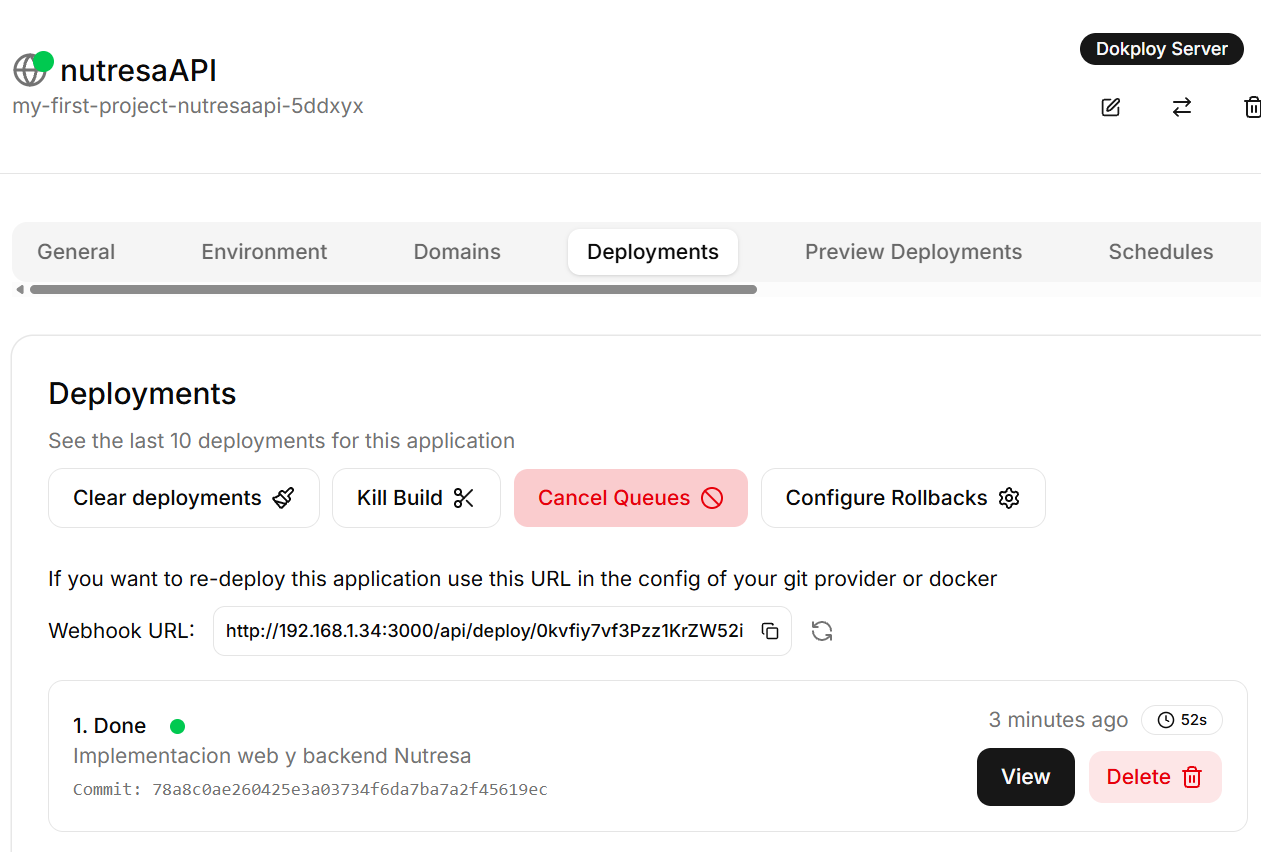 Dokploy Server
nutresaAPI
my-first-project-nutresaapi-5ddxyx
General Environment Domains Deployments Preview Deployments Schedules
Deployments
See the last 10 deployments for this application
Clear deployments Kill Build Cancel Queues Configure Rollbacks
If you want to re-deploy this application use this URL in the config of your git provider or docker
Webhook URL: http://192.168.1.34:3000/api/deploy/0kvfiy7vf3Pzz1KrZW52i
1. Done 3 minutes ago 52s
Implementacion web y backend Nutresa
Commit: 78a8c0ae260425e3a03734f6da7ba7a2f45619ec
View Delete